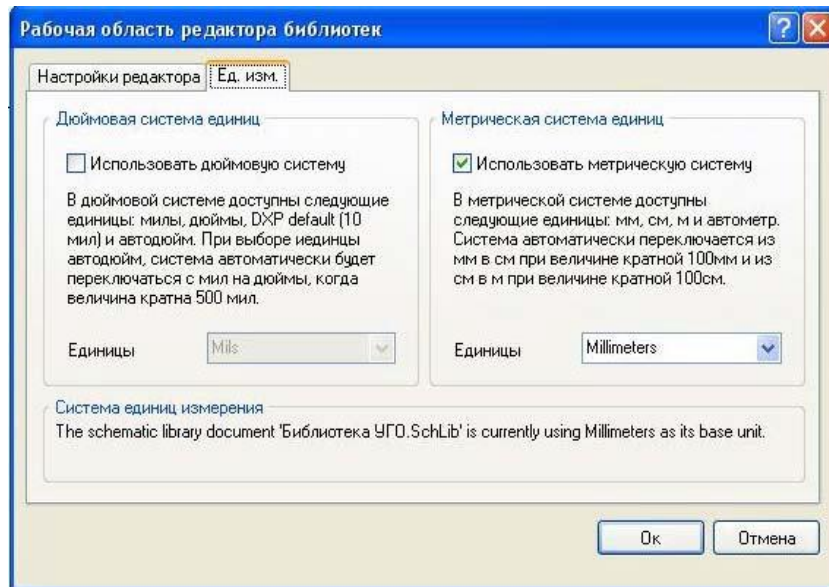 Рабочая область редактора библиотек
Настройки редактора
Ед. изм.
Дюймовая система единиц
Использовать дюймовую систему
В дюймовой системе доступны следующие
единицы: милы, дюймы, DXP default (10
мил) и автодюйм. При выборе иединцы
автодюйм, система автоматически будет
переключаться с мил на дюймы, когда
величина кратна 500 мил.
Единицы
Mils
Метрическая система единиц
Использовать метрическую систему
В метрической системе доступны
следующие единицы: мм, см, м и автометр.
Система автоматически переключается из
мм в см при величине кратной 100мм и из
см в м при величине кратной 100см.
Единицы
Millimeters
Система единиц измерения
The schematic library document 'Библиотека УГО.SchLib' is currently using Millimeters as its base unit.
Ок
Отмена